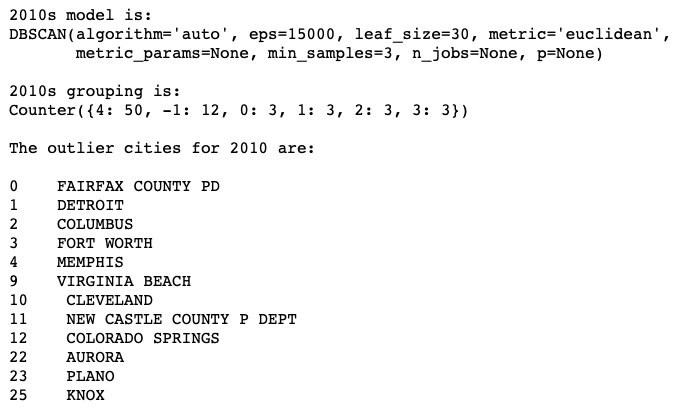 2010s model is:
DBSCAN(algorithm='auto', eps=15000, leaf_size=30, metric='euclidean',
metric_params=None, min_samples=3, n_jobs=None, p=None)
2010s grouping is:
Counter({4: 50, -1: 12, 0: 3, 1: 3, 2: 3, 3: 3})
The outlier cities for 2010 are:
0 FAIRFAX COUNTY PD
1 DETROIT
2 COLUMBUS
3 FORT WORTH
4 MEMPHIS
9 VIRGINIA BEACH
10 CLEVELAND
11 NEW CASTLE COUNTY P DEPT
12 COLORADO SPRINGS
22 AURORA
23 PLANO
25 KNOX